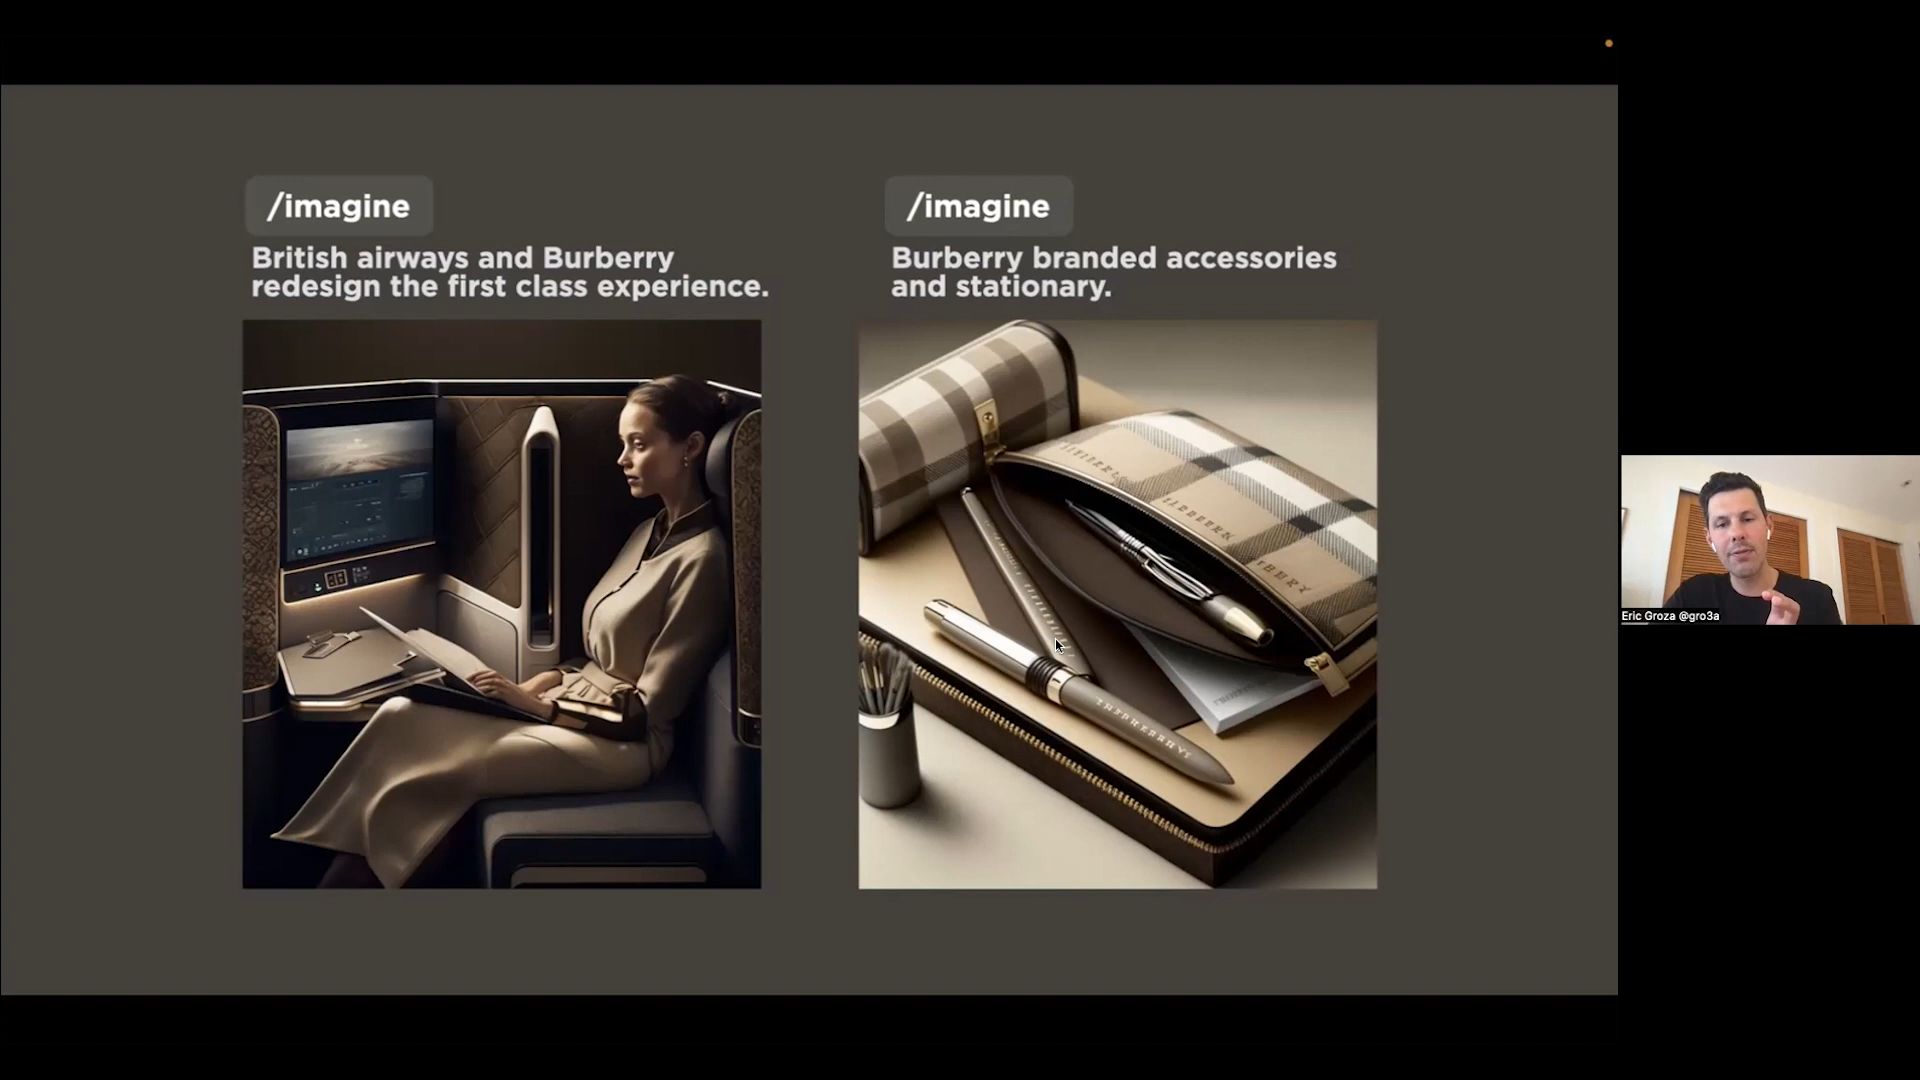 /imagine
British airways and Burberry
redesign the first class experience.
/imagine
Burberry branded accessories
and stationary.
Eric Groza @gro3a